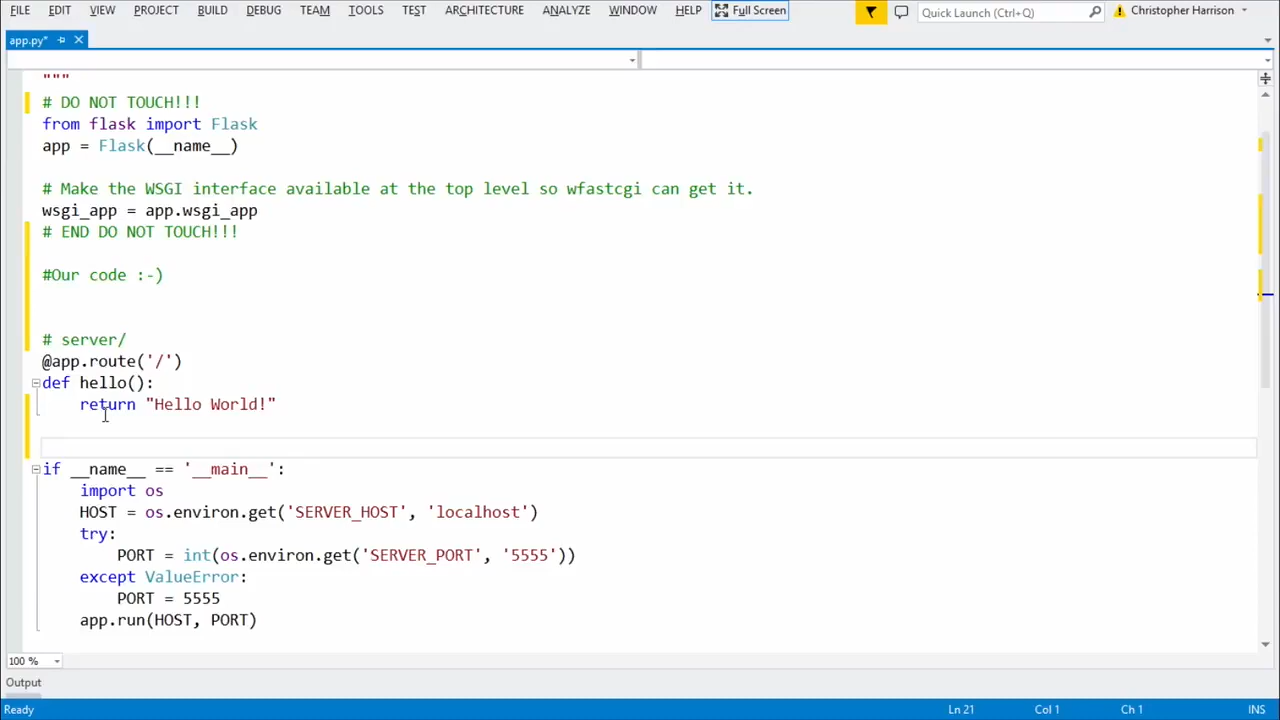 FILE EDIT VIEW PROJECT BUILD DEBUG TEAM TOOLS TEST ARCHITECTURE ANALYZE WINDOW HELP Full Screen Quick Launch (Ctrl+Q) Christopher Harrison
app.py*
"""
# DO NOT TOUCH!!!
from flask import Flask
app = Flask(__name__)
# Make the WSGI interface available at the top level so wfastcgi can get it.
wsgi_app = app.wsgi_app
# END DO NOT TOUCH!!!
#Our code :-)
# server/
@app.route('/')
def hello():
    return "Hello World!"
if __name__ == '__main__':
    import os
    HOST = os.environ.get('SERVER_HOST', 'localhost')
    try:
        PORT = int(os.environ.get('SERVER_PORT', '5555'))
    except ValueError:
        PORT = 5555
    app.run(HOST, PORT)
100 %
Output
Ready Ln 21 Col 1 Ch 1 INS